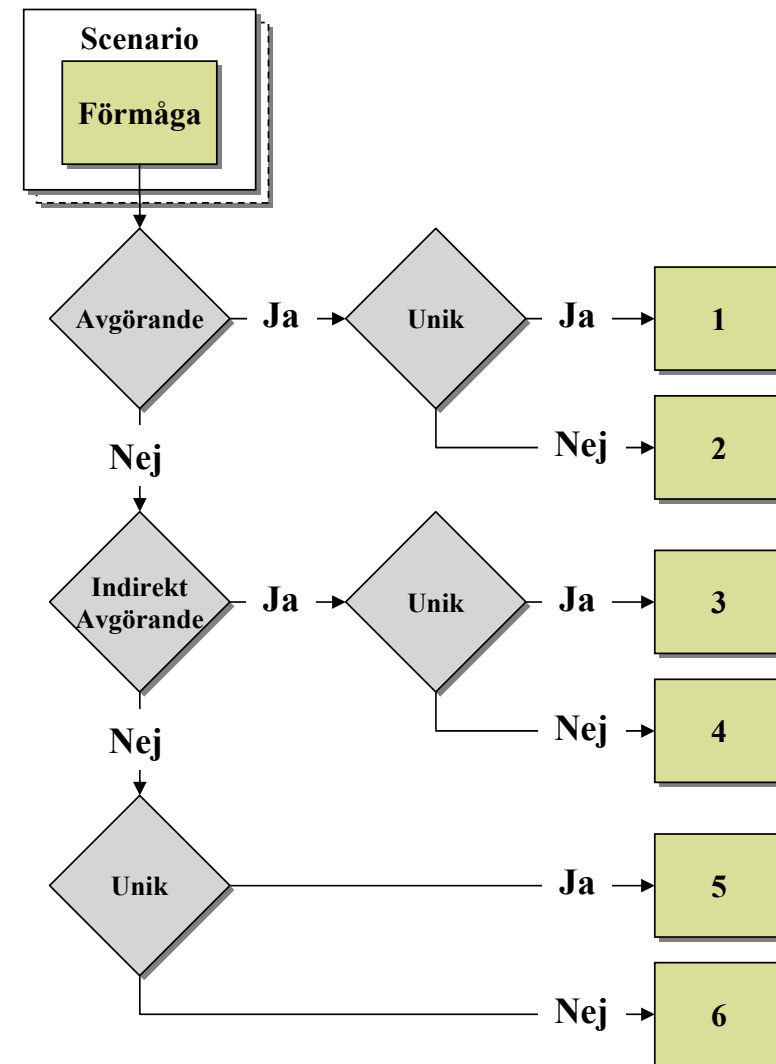 Scenario
Förmåga
Avgörande
Ja
Unik
Ja
1
Nej
2
Nej
Indirekt
Avgörande
Ja
Unik
Ja
3
Nej
4
Nej
Unik
Ja
5
Nej
6